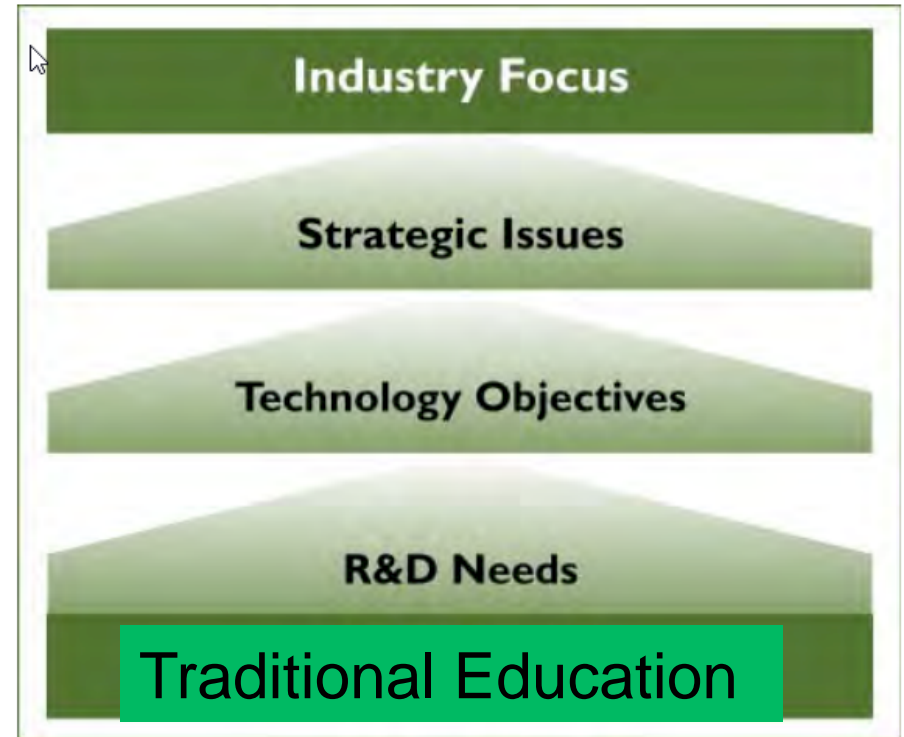 Industry Focus
Strategic Issues
Technology Objectives
R&D Needs
Traditional Education